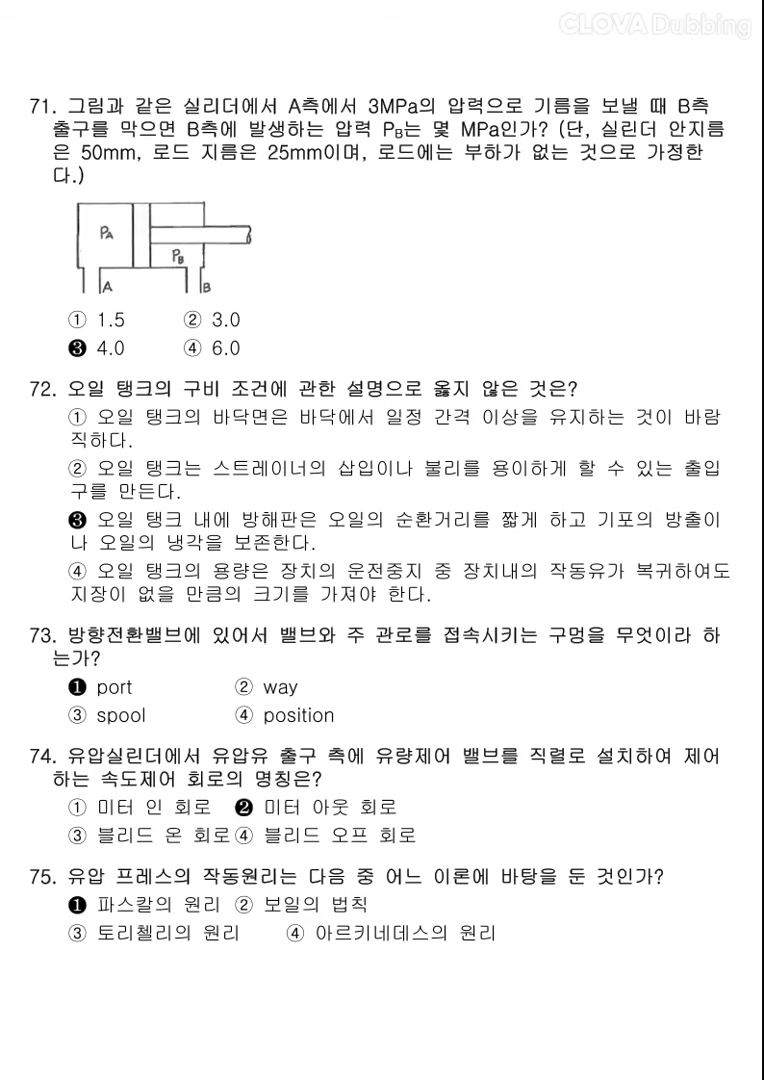 CLOVA Dubbing
71. 그림과 같은 실리더에서 A측에서 3MPa의 압력으로 기름을 보낼 때 B측
출구를 막으면 B측에 발생하는 압력 PB는 몇 MPa인가? (단, 실린더 안지름
은 50mm, 로드 지름은 25mm이며, 로드에는 부하가 없는 것으로 가정한
다.)
PA
PB
A
B
① 1.5 ② 3.0
❸ 4.0 ④ 6.0
72. 오일 탱크의 구비 조건에 관한 설명으로 옳지 않은 것은?
① 오일 탱크의 바닥면은 바닥에서 일정 간격 이상을 유지하는 것이 바람
직하다.
② 오일 탱크는 스트레이너의 삽입이나 불리를 용이하게 할 수 있는 출입
구를 만든다.
❸ 오일 탱크 내에 방해판은 오일의 순환거리를 짧게 하고 기포의 방출이
나 오일의 냉각을 보존한다.
④ 오일 탱크의 용량은 장치의 운전중지 중 장치내의 작동유가 복귀하여도
지장이 없을 만큼의 크기를 가져야 한다.
73. 방향전환밸브에 있어서 밸브와 주 관로를 접속시키는 구멍을 무엇이라 하
는가?
❶ port ② way
③ spool ④ position
74. 유압실린더에서 유압유 출구 측에 유량제어 밸브를 직렬로 설치하여 제어
하는 속도제어 회로의 명칭은?
① 미터 인 회로 ❷ 미터 아웃 회로
③ 블리드 온 회로 ④ 블리드 오프 회로
75. 유압 프레스의 작동원리는 다음 중 어느 이론에 바탕을 둔 것인가?
❶ 파스칼의 원리 ② 보일의 법칙
③ 토리첼리의 원리 ④ 아르키네데스의 원리